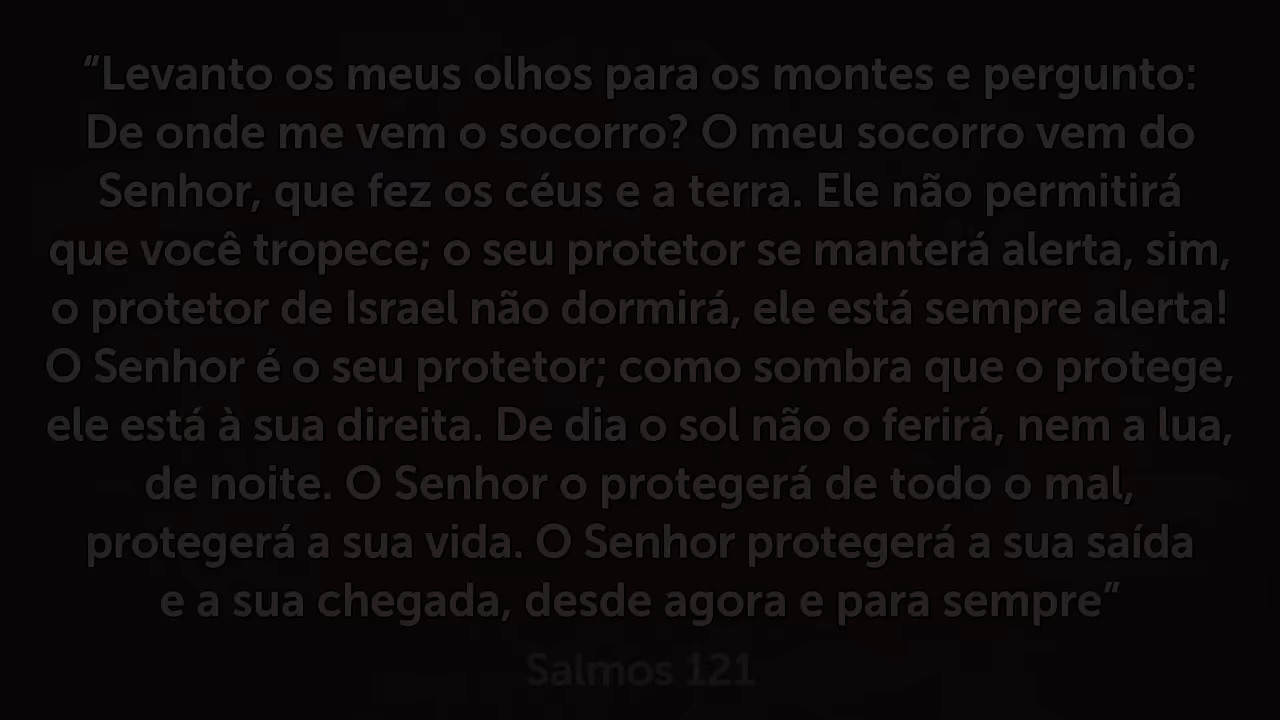 “Levanto os meus olhos para os montes e pergunto:
De onde me vem o socorro? O meu socorro vem do
Senhor, que fez os céus e a terra. Ele não permitirá
que você tropece; o seu protetor se manterá alerta, sim,
o protetor de Israel não dormirá, ele está sempre alerta!
O Senhor é o seu protetor; como sombra que o protege,
ele está à sua direita. De dia o sol não o ferirá, nem a lua,
de noite. O Senhor o protegerá de todo o mal,
protegerá a sua vida. O Senhor protegerá a sua saída
e a sua chegada, desde agora e para sempre”
Salmos 121